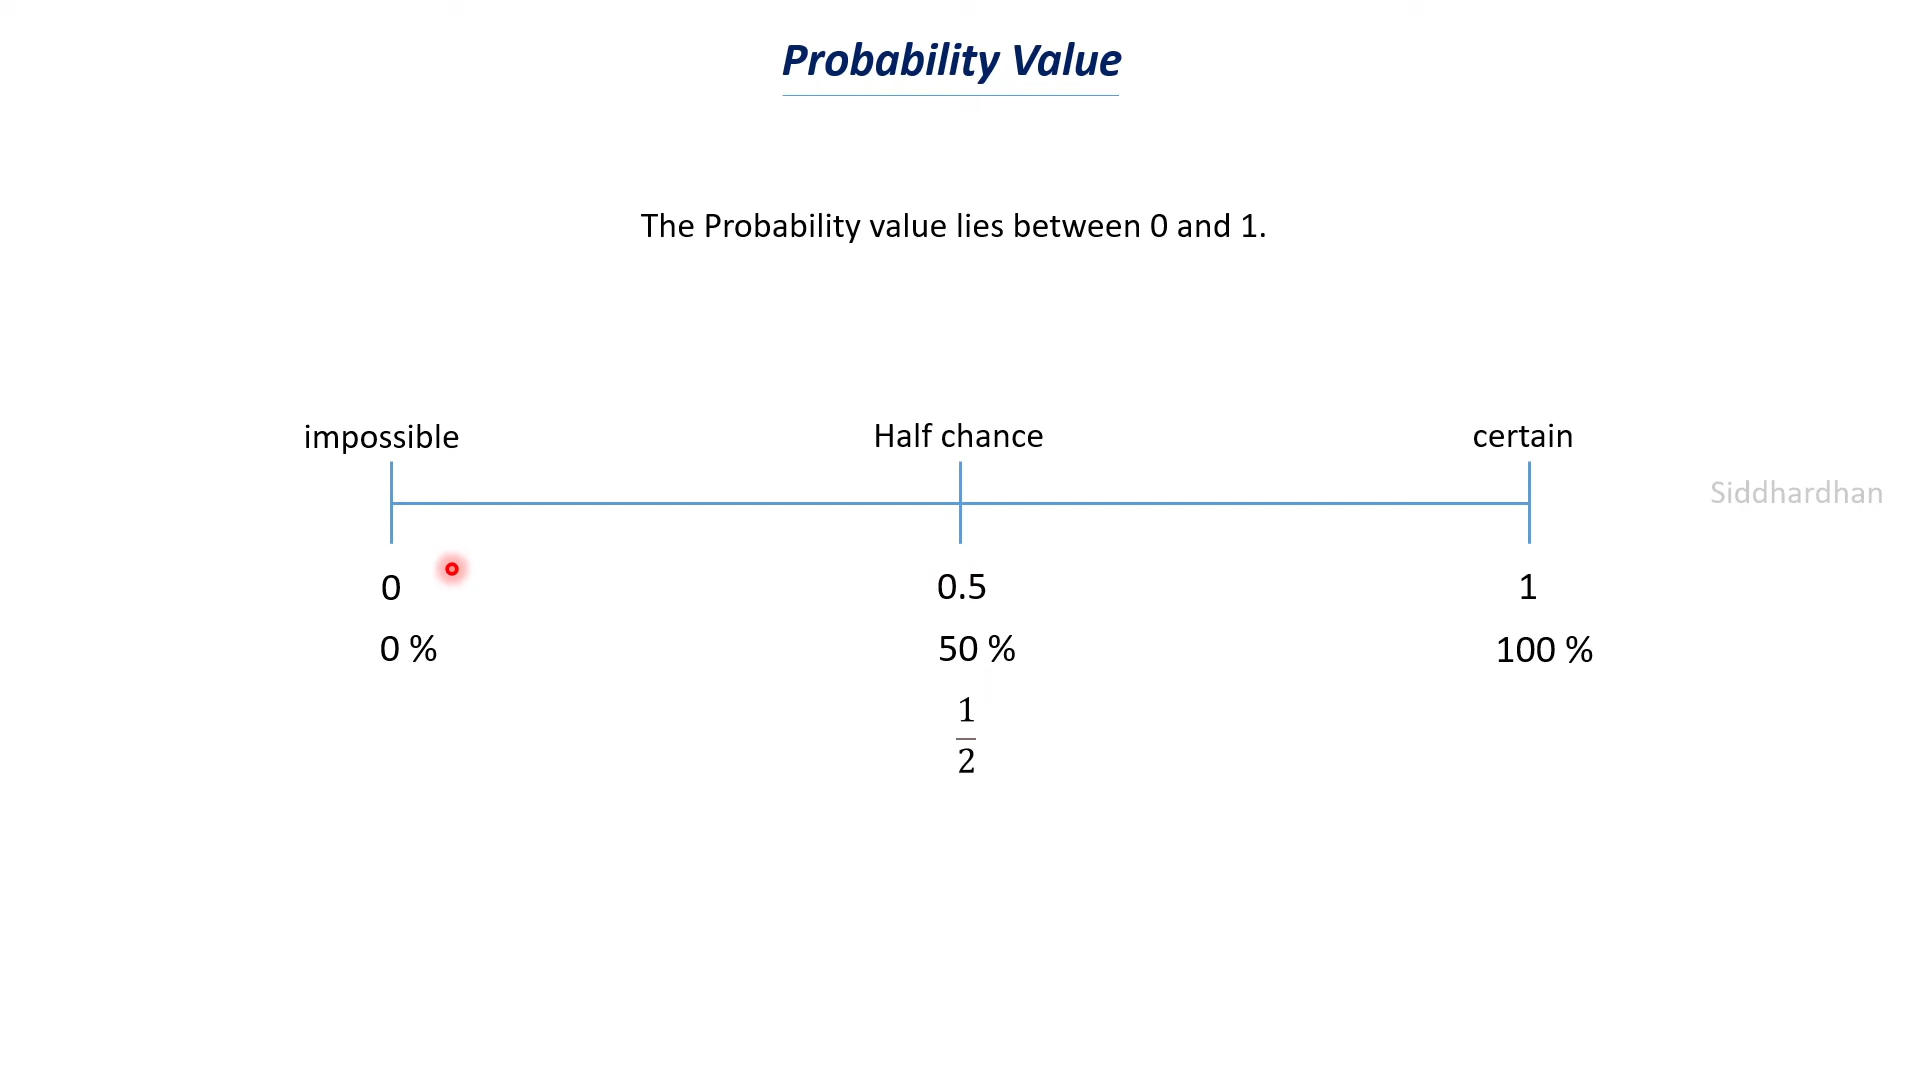 Probability Value
The Probability value lies between 0 and 1.
impossible Half chance certain
Siddhardhan
0 0.5 1
0 % 50 % 100 %
1
2